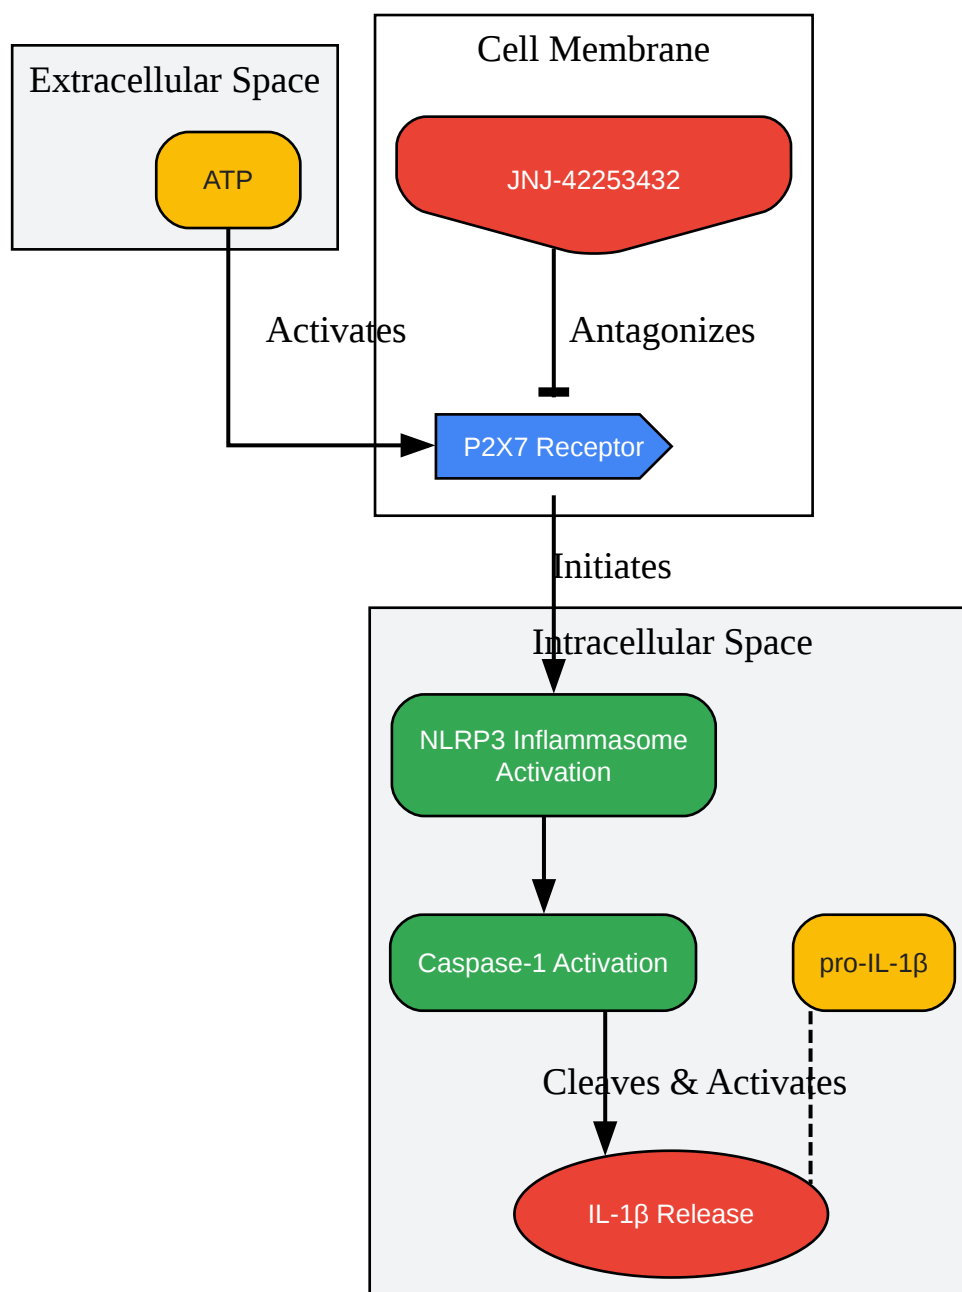 Cell Membrane
Extracellular Space
ATP
JNJ-42253432
Activates
Antagonizes
P2X7 Receptor
Initiates
Intracellular Space
NLRP3 Inflammasome
Activation
Caspase-1 Activation
pro-IL-1β
Cleaves & Activates
IL-1β Release